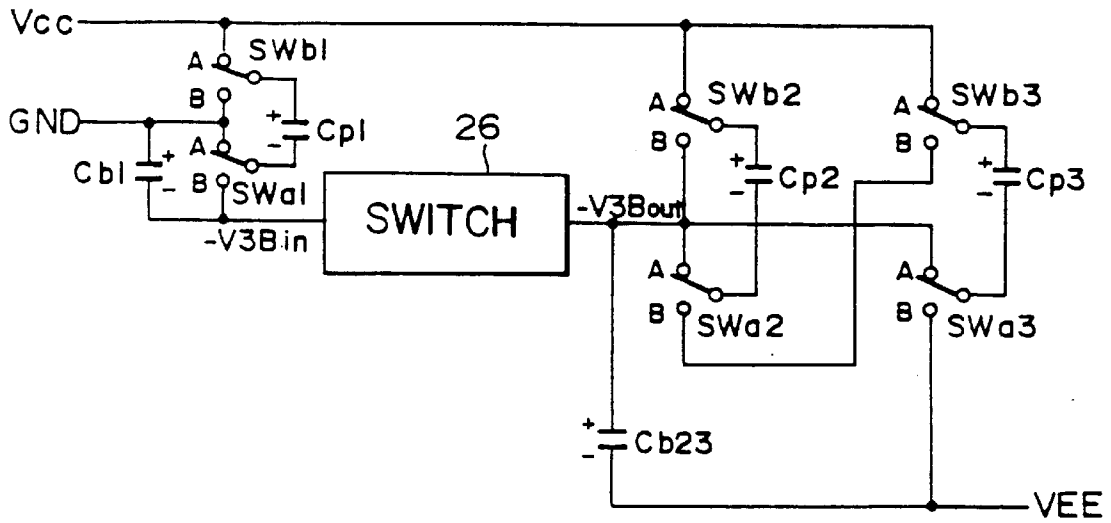 Vcc
SWb1
A
B
GND
+
-
Cp1
Cb1
+
-
A
B
SWa1
-V3Bin
26
SWITCH
-V3Bout
A
B
SWb2
+
-
Cp2
A
B
SWa2
A
B
SWb3
+
-
Cp3
A
B
SWa3
+
-
Cb23
VEE